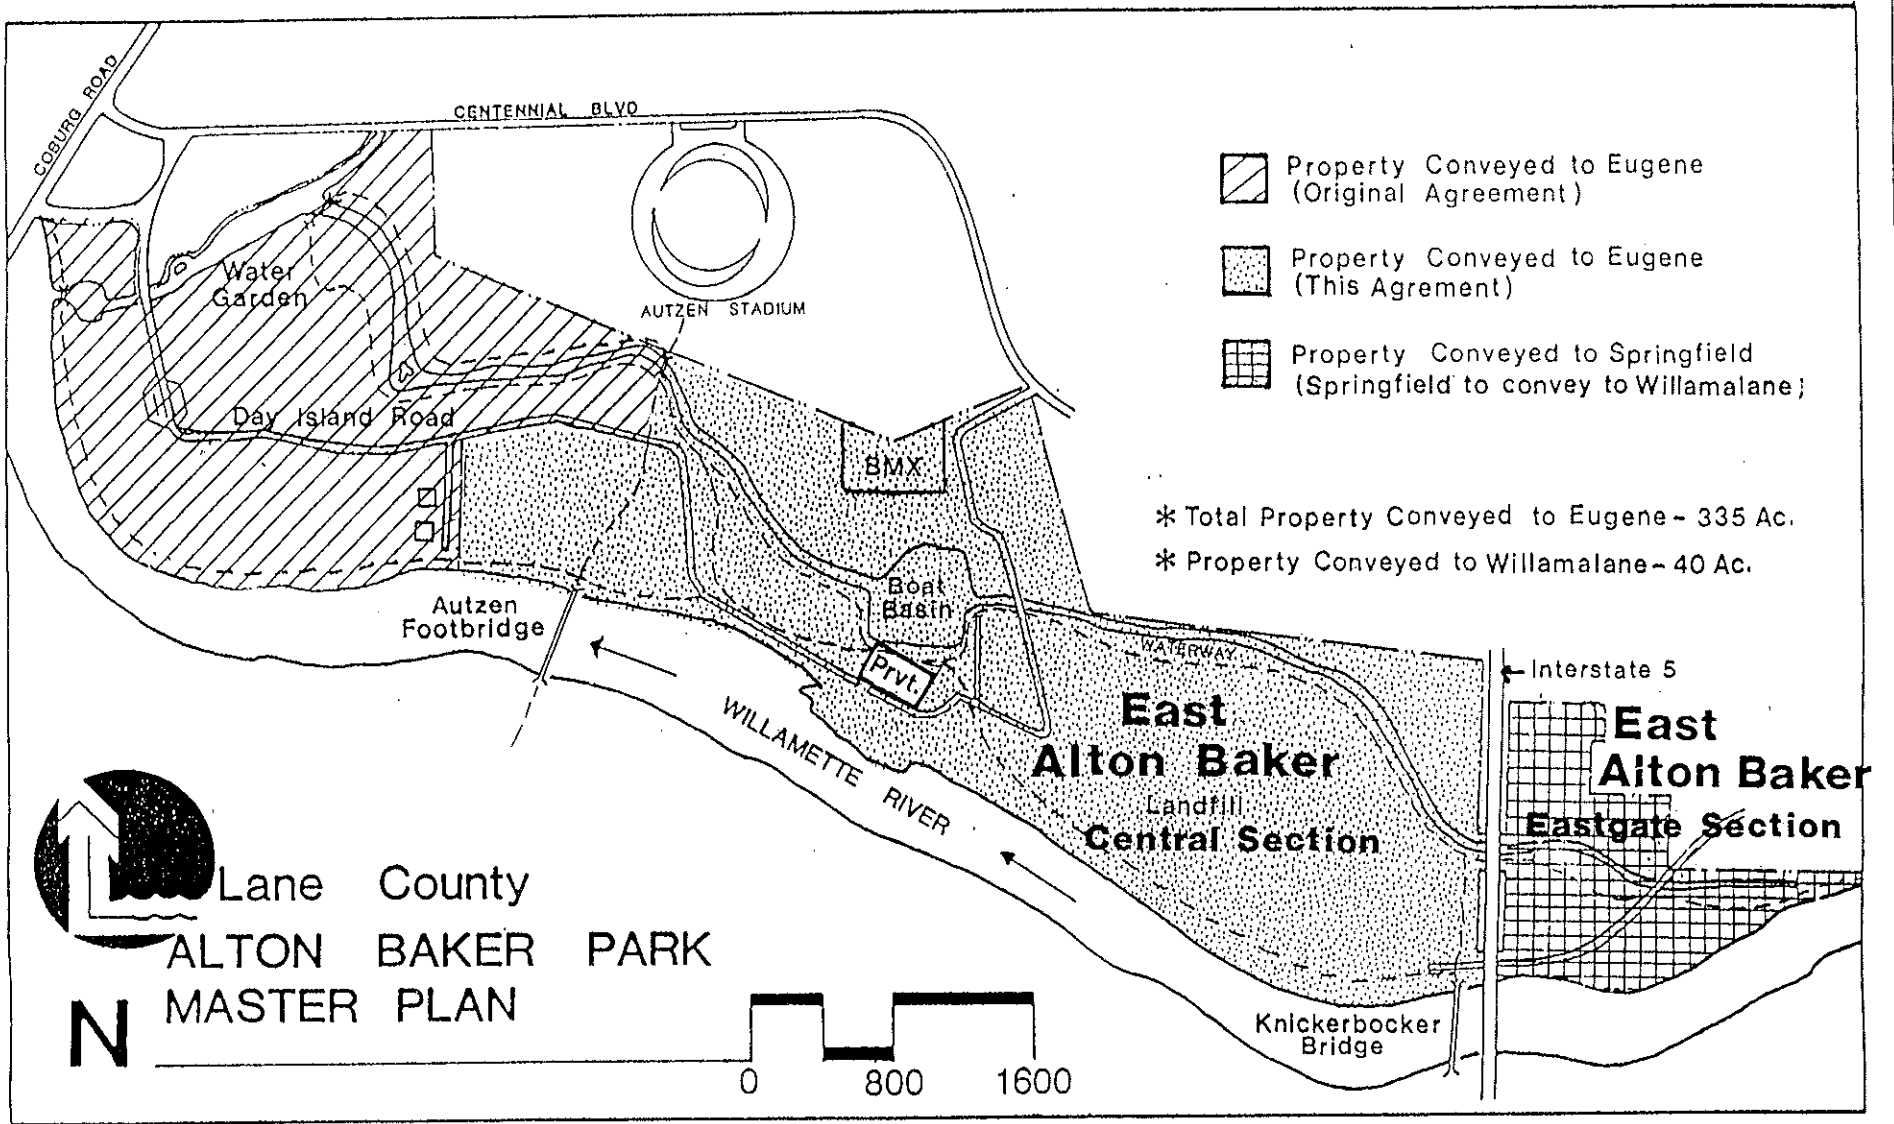 COBURG ROAD
CENTENNIAL BLVD
AUTZEN STADIUM
Water
Garden
Day Island Road
BMX
Boat
Basin
Prvt.
WATERWAY
Autzen
Footbridge
WILLAMETTE RIVER
East
Alton Baker
Landfill
Central Section
Interstate 5
East
Alton Baker
Eastgate Section
Knickerbocker
Bridge
Property Conveyed to Eugene
(Original Agreement)
Property Conveyed to Eugene
(This Agrement)
Property Conveyed to Springfield
(Springfield to convey to Willamalane)
* Total Property Conveyed to Eugene - 335 Ac.
* Property Conveyed to Willamalane - 40 Ac.
Lane County
ALTON BAKER PARK
MASTER PLAN
N
0 800 1600